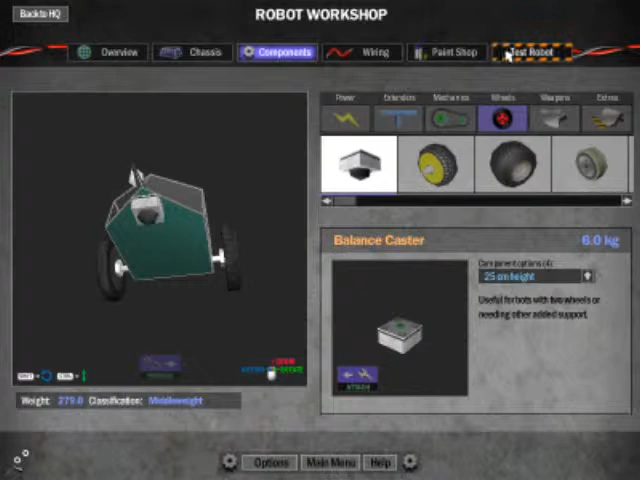 Back to HQ
ROBOT WORKSHOP
Overview
Chassis
Components
Wiring
Paint Shop
Test Robot
Power
Extenders
Mechanics
Wheels
Weapons
Extras
Balance Caster
6.0 kg
Component options (4):
25 cm height
Useful for bots with two wheels or
needing other added support.
ATTACH
Weight: 279.0 Classification: Middleweight
Options
Main Menu
Help